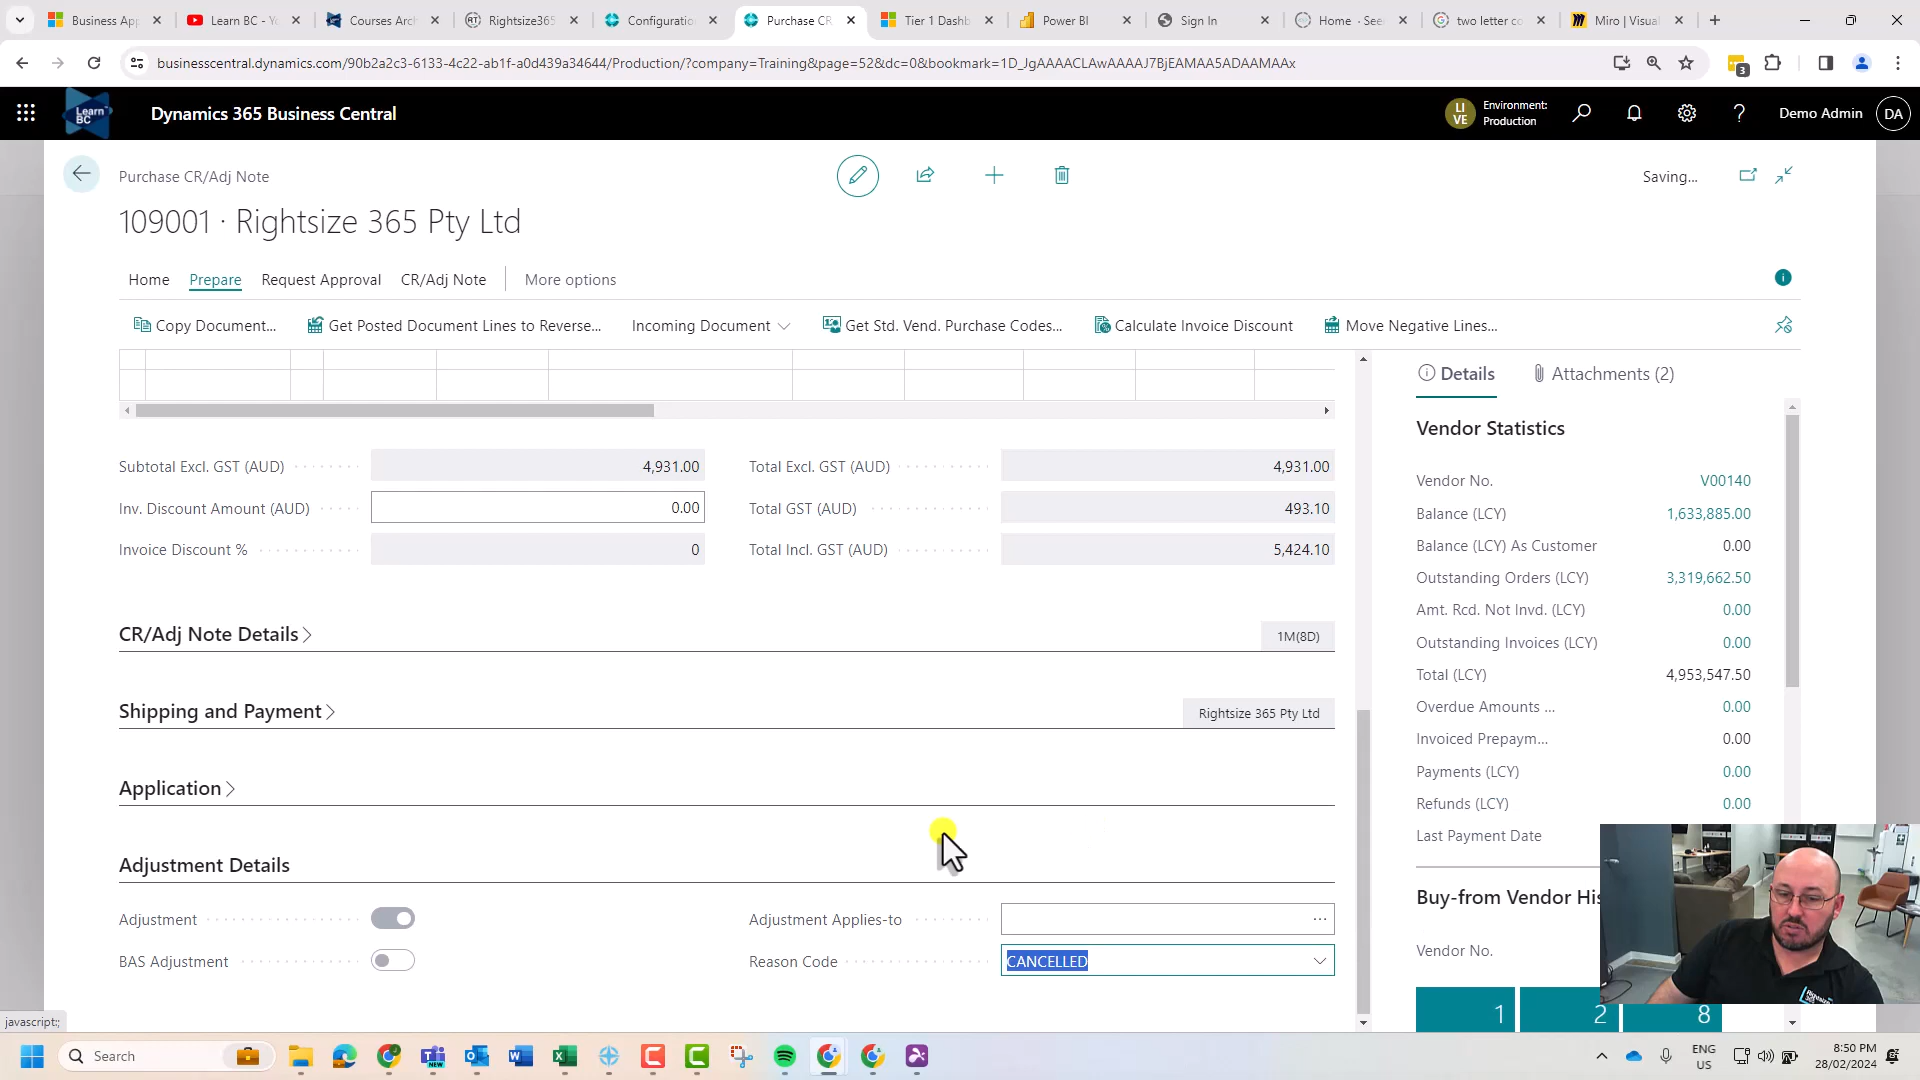 Business App
Learn BC - Y
Courses Arc
Rightsize365
Configuratio
Purchase CR
Tier 1 Dashb
Power BI
Sign In
Home - See
two letter co
Miro | Visual
businesscentral.dynamics.com/90b2a2c3-6133-4c22-ab1f-a0d439a34644/Production/?company=Training&page=52&dc=0&bookmark=1D_JgAAAACLAwAAAAJ7BjEAMAA5ADAAMAAx
3
Learn BC
Dynamics 365 Business Central
LI VE
Environment: Production
?
Demo Admin
DA
Purchase CR/Adj Note
Saving...
109001 · Rightsize 365 Pty Ltd
Home
Prepare
Request Approval
CR/Adj Note
More options
Copy Document...
Get Posted Document Lines to Reverse...
Incoming Document
Get Std. Vend. Purchase Codes...
Calculate Invoice Discount
Move Negative Lines...
Details
Attachments (2)
Subtotal Excl. GST (AUD) 4,931.00
Total Excl. GST (AUD) 4,931.00
Inv. Discount Amount (AUD) 0.00
Total GST (AUD) 493.10
Invoice Discount % 0
Total Incl. GST (AUD) 5,424.10
CR/Adj Note Details
1M(8D)
Shipping and Payment
Rightsize 365 Pty Ltd
Application
Adjustment Details
Adjustment
Adjustment Applies-to
BAS Adjustment
Reason Code CANCELLED
Vendor Statistics
Vendor No. V00140
Balance (LCY) 1,633,885.00
Balance (LCY) As Customer 0.00
Outstanding Orders (LCY) 3,319,662.50
Amt. Rcd. Not Invd. (LCY) 0.00
Outstanding Invoices (LCY) 0.00
Total (LCY) 4,953,547.50
Overdue Amounts ... 0.00
Invoiced Prepaym... 0.00
Payments (LCY) 0.00
Refunds (LCY) 0.00
Last Payment Date
Buy-from Vendor His
Vendor No.
1
2
8
javascript:;
Search
NEW
ENG
US
8:50 PM
28/02/2024